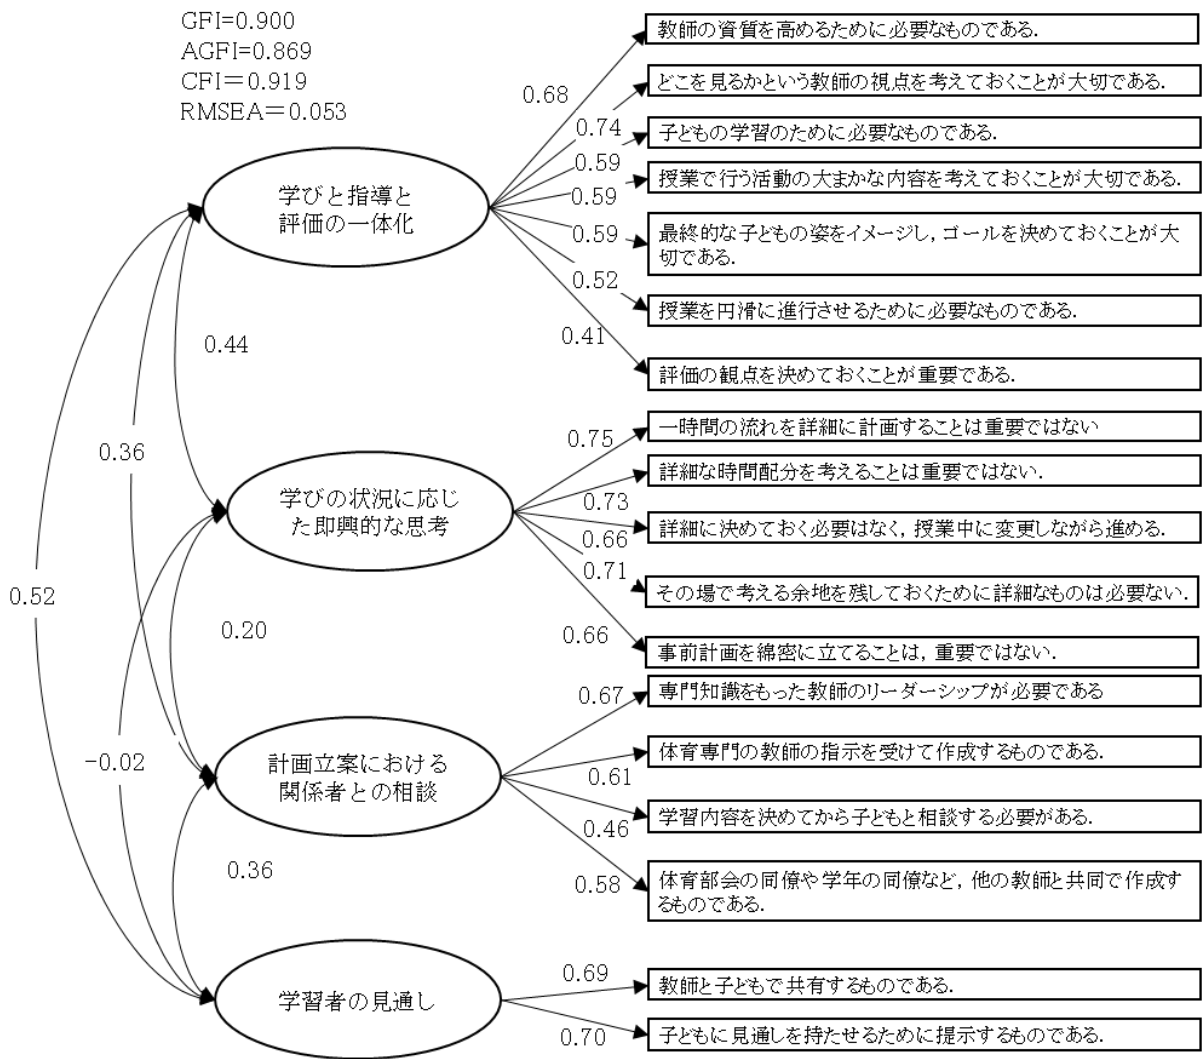 GFI=0.900
AGFI=0.869
CFI＝0.919
RMSEA＝0.053
学びと指導と
評価の一体化
0.68
教師の資質を高めるために必要なものである.
0.74
どこを見るかという教師の視点を考えておくことが大切である.
0.59
子どもの学習のために必要なものである.
0.59
授業で行う活動の大まかな内容を考えておくことが大切である.
0.59
最終的な子どもの姿をイメージし, ゴールを決めておくことが大
切である.
0.52
授業を円滑に進行させるために必要なものである.
0.41
評価の観点を決めておくことが重要である.
0.44
0.36
0.52
学びの状況に応じ
た即興的な思考
0.75
一時間の流れを詳細に計画することは重要ではない
0.73
詳細な時間配分を考えることは重要ではない.
0.66
詳細に決めておく必要はなく, 授業中に変更しながら進める.
0.71
その場で考える余地を残しておくために詳細なものは必要ない.
0.66
事前計画を綿密に立てることは, 重要ではない.
0.20
-0.02
計画立案における
関係者との相談
0.67
専門知識をもった教師のリーダーシップが必要である
0.61
体育専門の教師の指示を受けて作成するものである.
0.46
学習内容を決めてから子どもと相談する必要がある.
0.58
体育部会の同僚や学年の同僚など, 他の教師と共同で作成す
るものである.
0.36
学習者の見通し
0.69
教師と子どもで共有するものである.
0.70
子どもに見通しを持たせるために提示するものである.